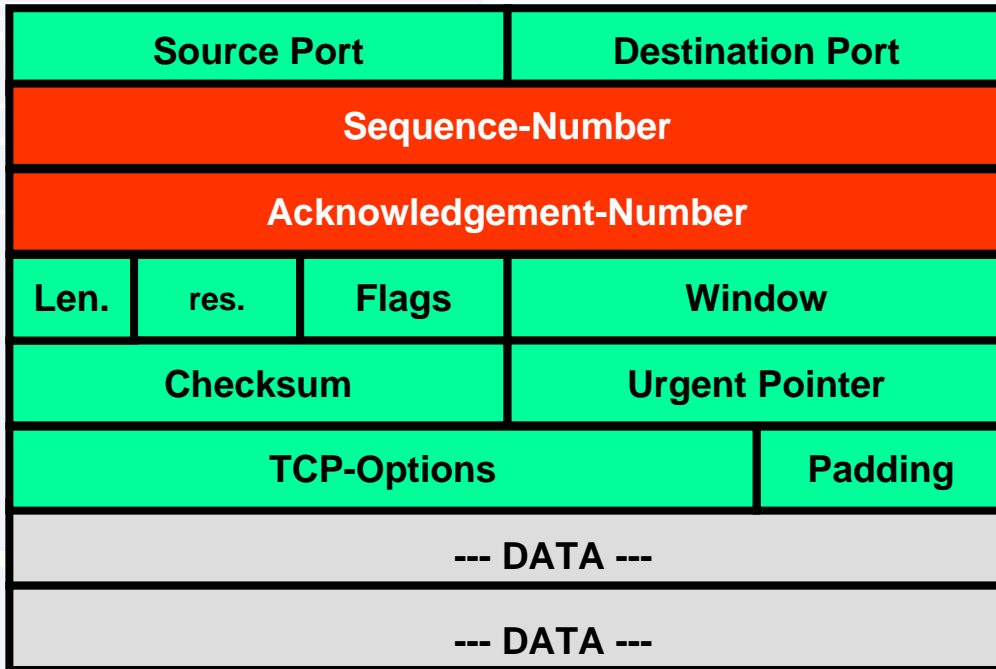 Source Port Destination Port
Sequence-Number
Acknowledgement-Number
Len. res. Flags Window
Checksum Urgent Pointer
TCP-Options Padding
--- DATA ---
--- DATA ---